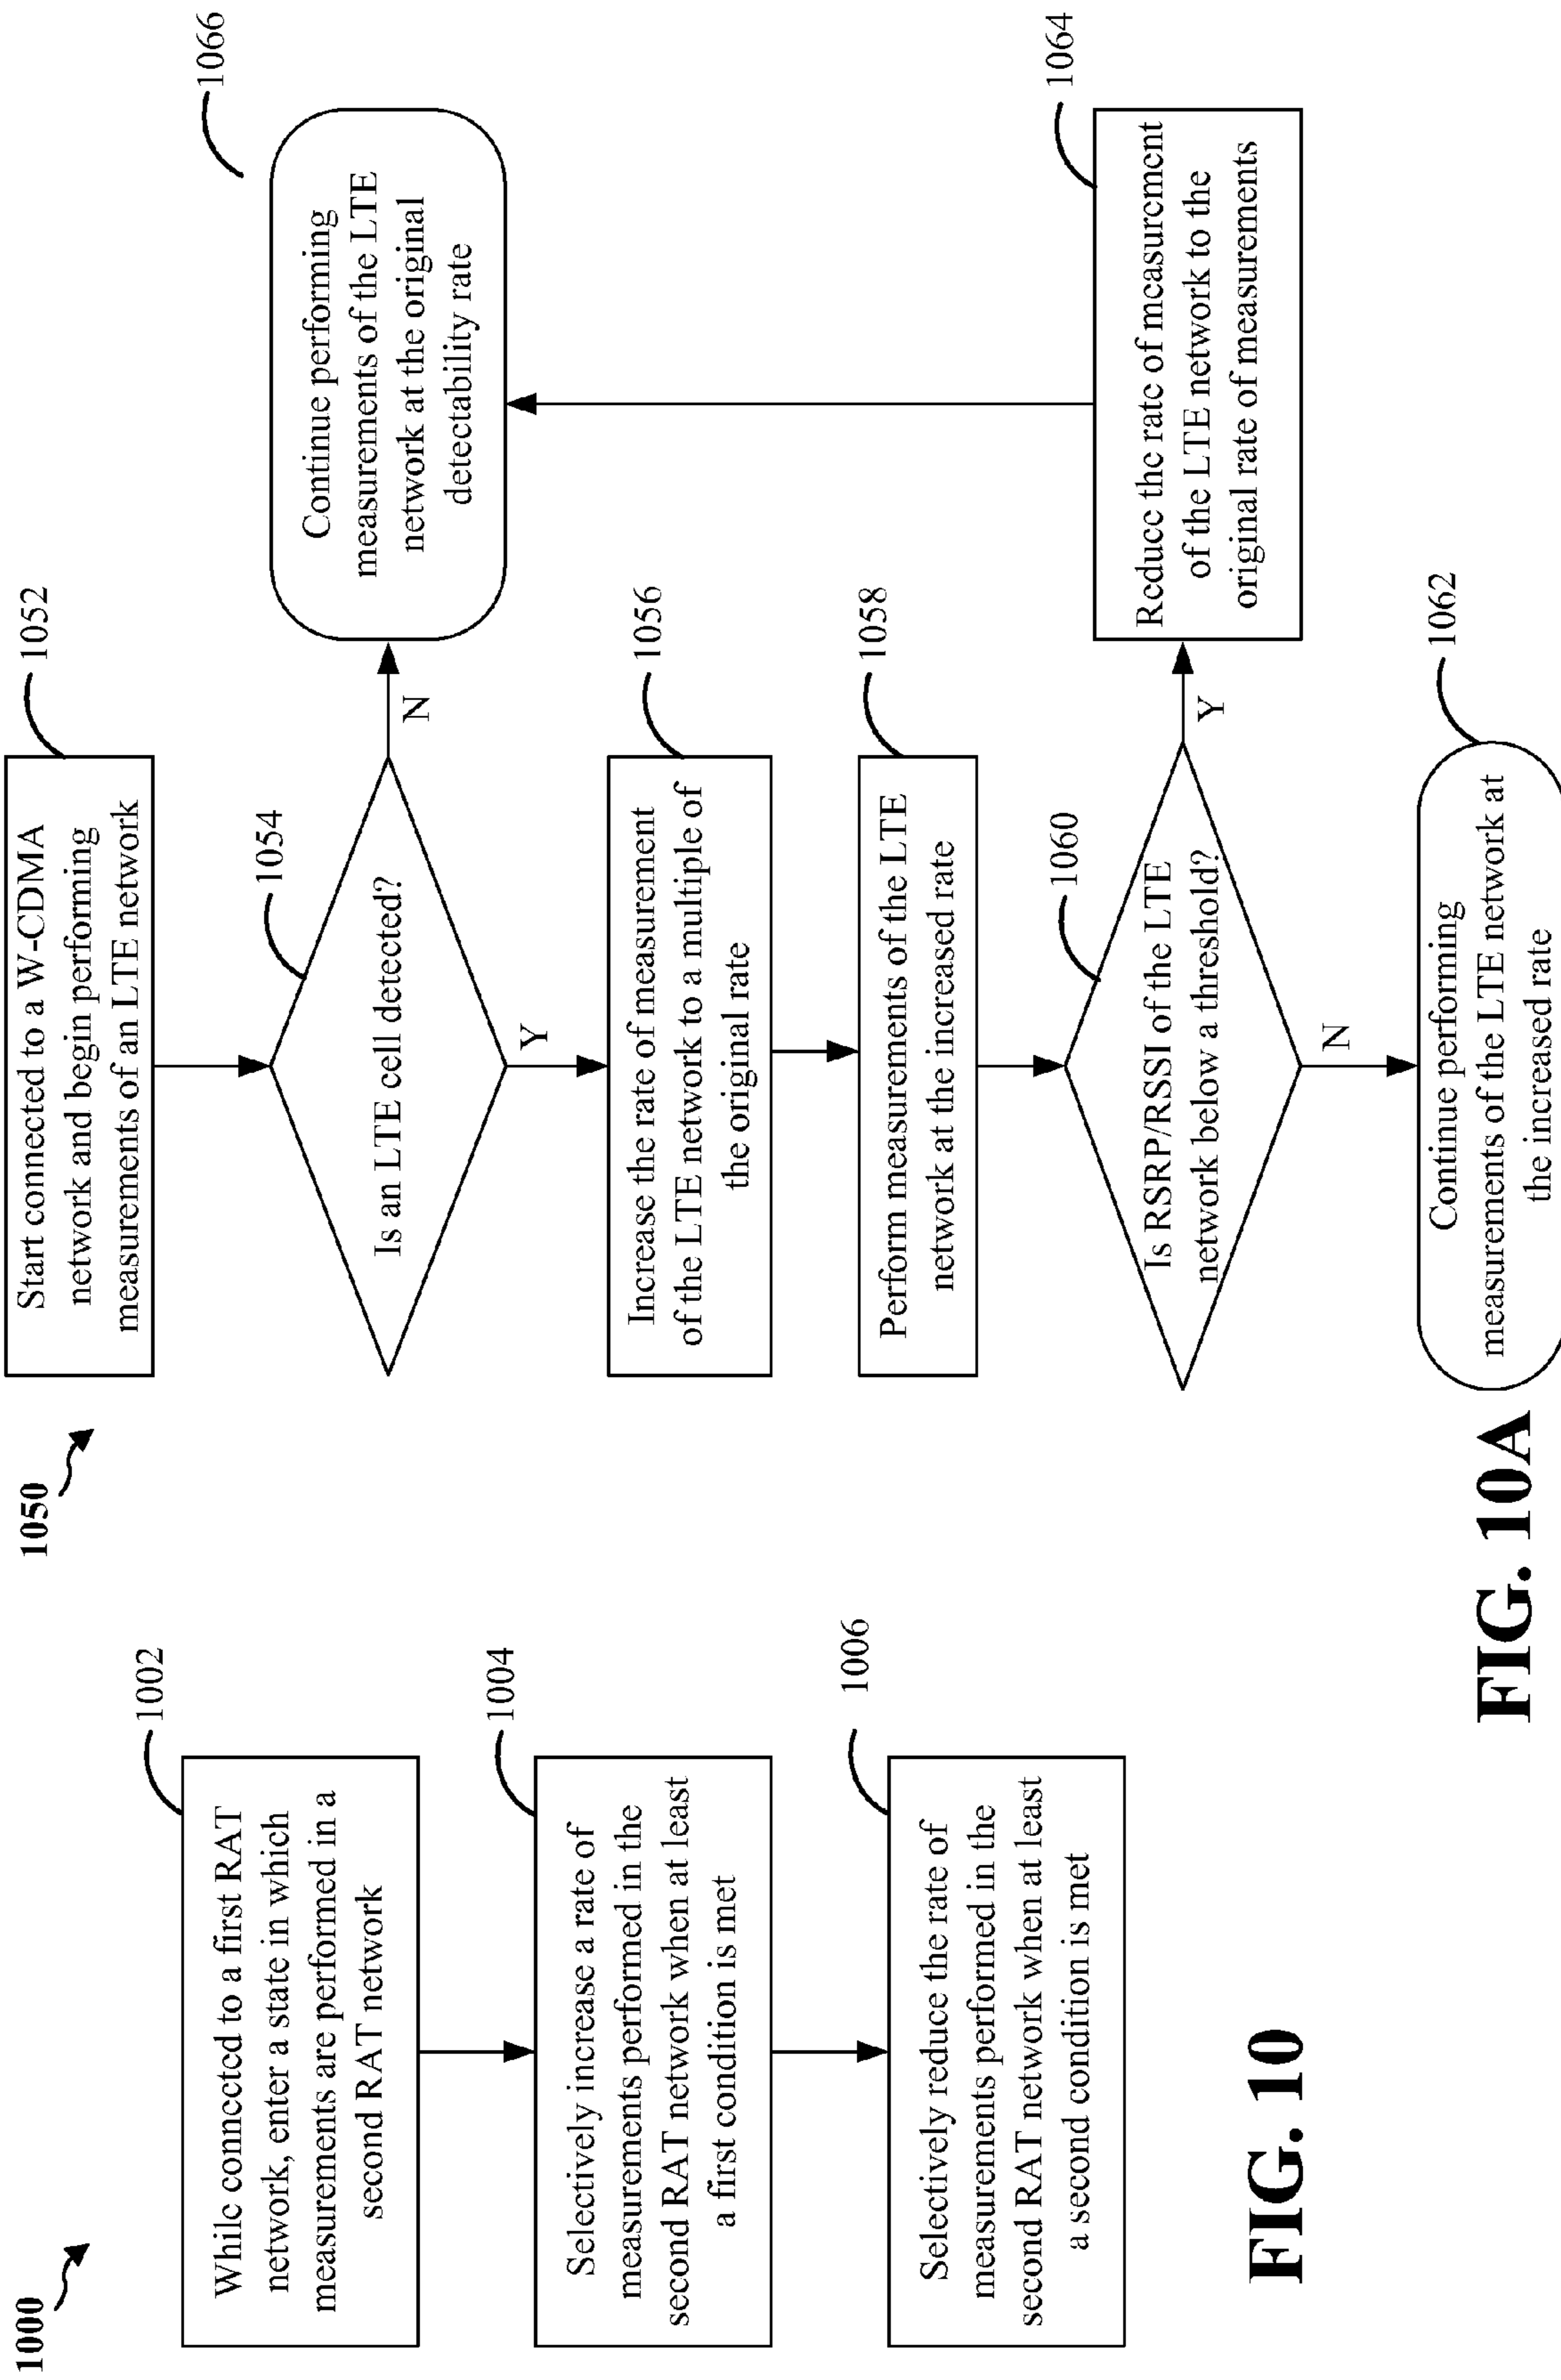 1000
1002
While connected to a first RAT
network, enter a state in which
measurements are performed in a
second RAT network
1004
Selectively increase a rate of
measurements performed in the
second RAT network when at least
a first condition is met
1006
Selectively reduce the rate of
measurements performed in the
second RAT network when at least
a second condition is met
FIG. 10
1050
1052
Start connected to a W-CDMA
network and begin performing
measurements of an LTE network
1054
Is an LTE cell detected?
N
Y
1066
Continue performing
measurements of the LTE
network at the original
detectability rate
1056
Increase the rate of measurement
of the LTE network to a multiple of
the original rate
1058
Perform measurements of the LTE
network at the increased rate
1060
Is RSRP/RSSI of the LTE
network below a threshold?
Y
N
1064
Reduce the rate of measurement
of the LTE network to the
original rate of measurements
1062
Continue performing
measurements of the LTE network at
the increased rate
FIG. 10A